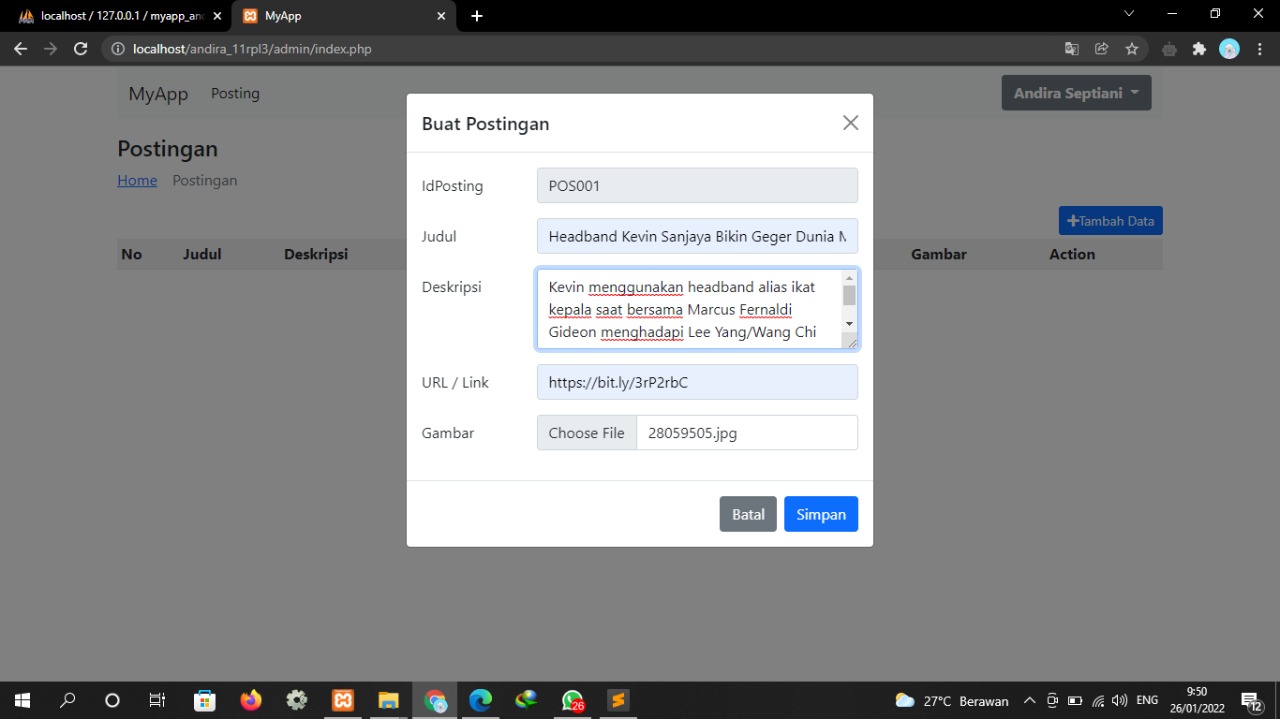 localhost / 127.0.0.1 / myapp_an
MyApp
localhost/andira_11rpl3/admin/index.php
MyApp
Posting
Andira Septiani
Buat Postingan
Postingan
Home
Postingan
IdPosting
POS001
Tambah Data
Judul
Headband Kevin Sanjaya Bikin Geger Dunia
No
Judul
Deskripsi
Gambar
Action
Deskripsi
Kevin menggunakan headband alias ikat
kepala saat bersama Marcus Fernaldi
Gideon menghadapi Lee Yang/Wang Chi
URL / Link
https://bit.ly/3rP2rbC
Gambar
Choose File
28059505.jpg
Batal
Simpan
26
27°C Berawan
ENG
9:50
26/01/2022
12